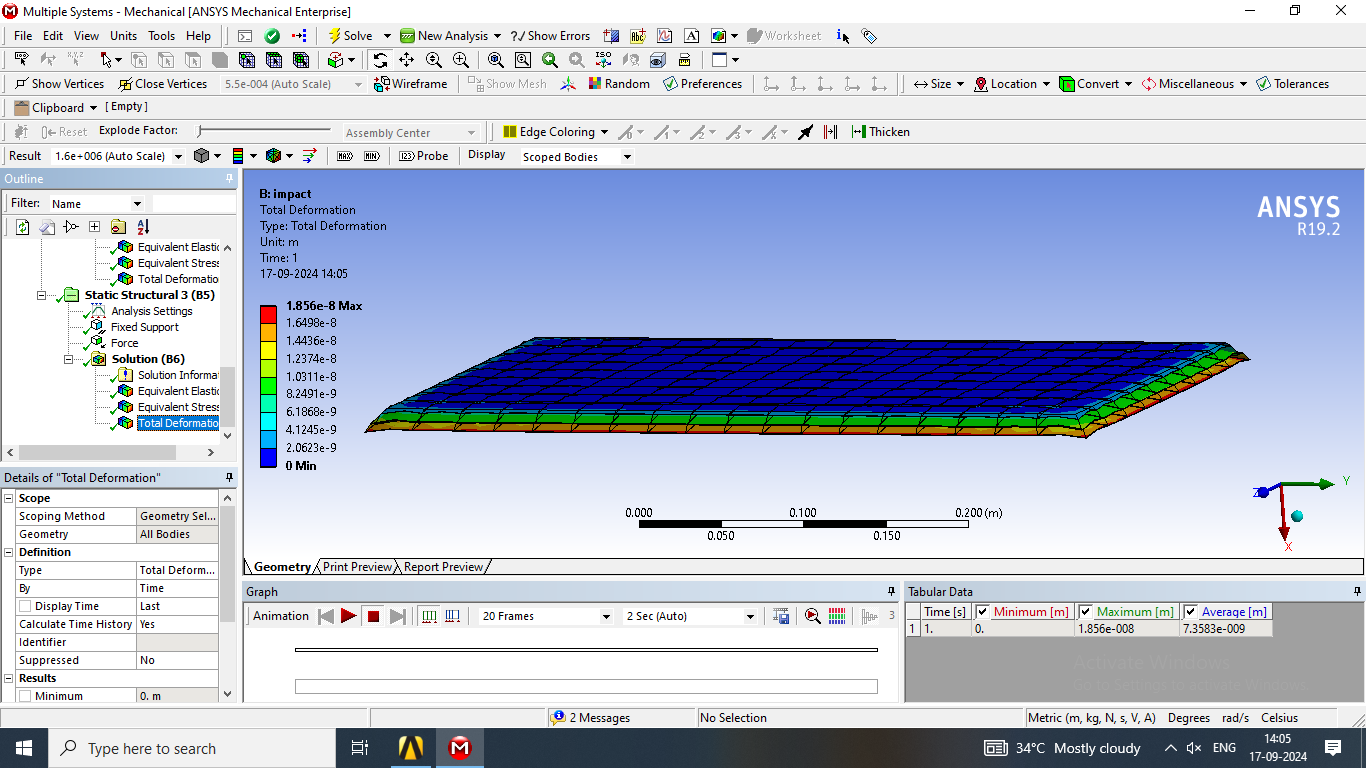 Multiple Systems - Mechanical [ANSYS Mechanical Enterprise]
File Edit View Units Tools Help Solve New Analysis ?/Show Errors Worksheet
Show Vertices Close Vertices 5.5e-004 (Auto Scale) Wireframe Show Mesh Random Preferences Size Location Convert Miscellaneous Tolerances
Clipboard [ Empty ]
Reset Explode Factor: Assembly Center Edge Coloring Thicken
Result 1.6e+006 (Auto Scale) MAX MIN 123 Probe Display Scoped Bodies
Outline
Filter: Name
Equivalent Elastic
Equivalent Stress
Total Deformatio
Static Structural 3 (B5)
Analysis Settings
Fixed Support
Force
Solution (B6)
Solution Informa
Equivalent Elastic
Equivalent Stress
Total Deformatio
Details of "Total Deformation"
Scope
Scoping Method Geometry Sel...
Geometry All Bodies
Definition
Type Total Deform...
By Time
Display Time Last
Calculate Time History Yes
Identifier
Suppressed No
Results
Minimum 0. m
B: impact
Total Deformation
Type: Total Deformation
Unit: m
Time: 1
17-09-2024 14:05
1.856e-8 Max
1.6498e-8
1.4436e-8
1.2374e-8
1.0311e-8
8.2491e-9
6.1868e-9
4.1245e-9
2.0623e-9
0 Min
ANSYS
R19.2
0.000 0.100 0.200 (m)
0.050 0.150
Z Y
X
Geometry Print Preview Report Preview
Graph
Animation 20 Frames 2 Sec (Auto) 3
Tabular Data
Time [s] Minimum [m] Maximum [m] Average [m]
1 1. 0. 1.856e-008 7.3583e-009
Activate Windows
Go to Settings to activate Windows.
2 Messages No Selection Metric (m, kg, N, s, V, A) Degrees rad/s Celsius
Type here to search 34°C Mostly cloudy ENG 14:05
17-09-2024